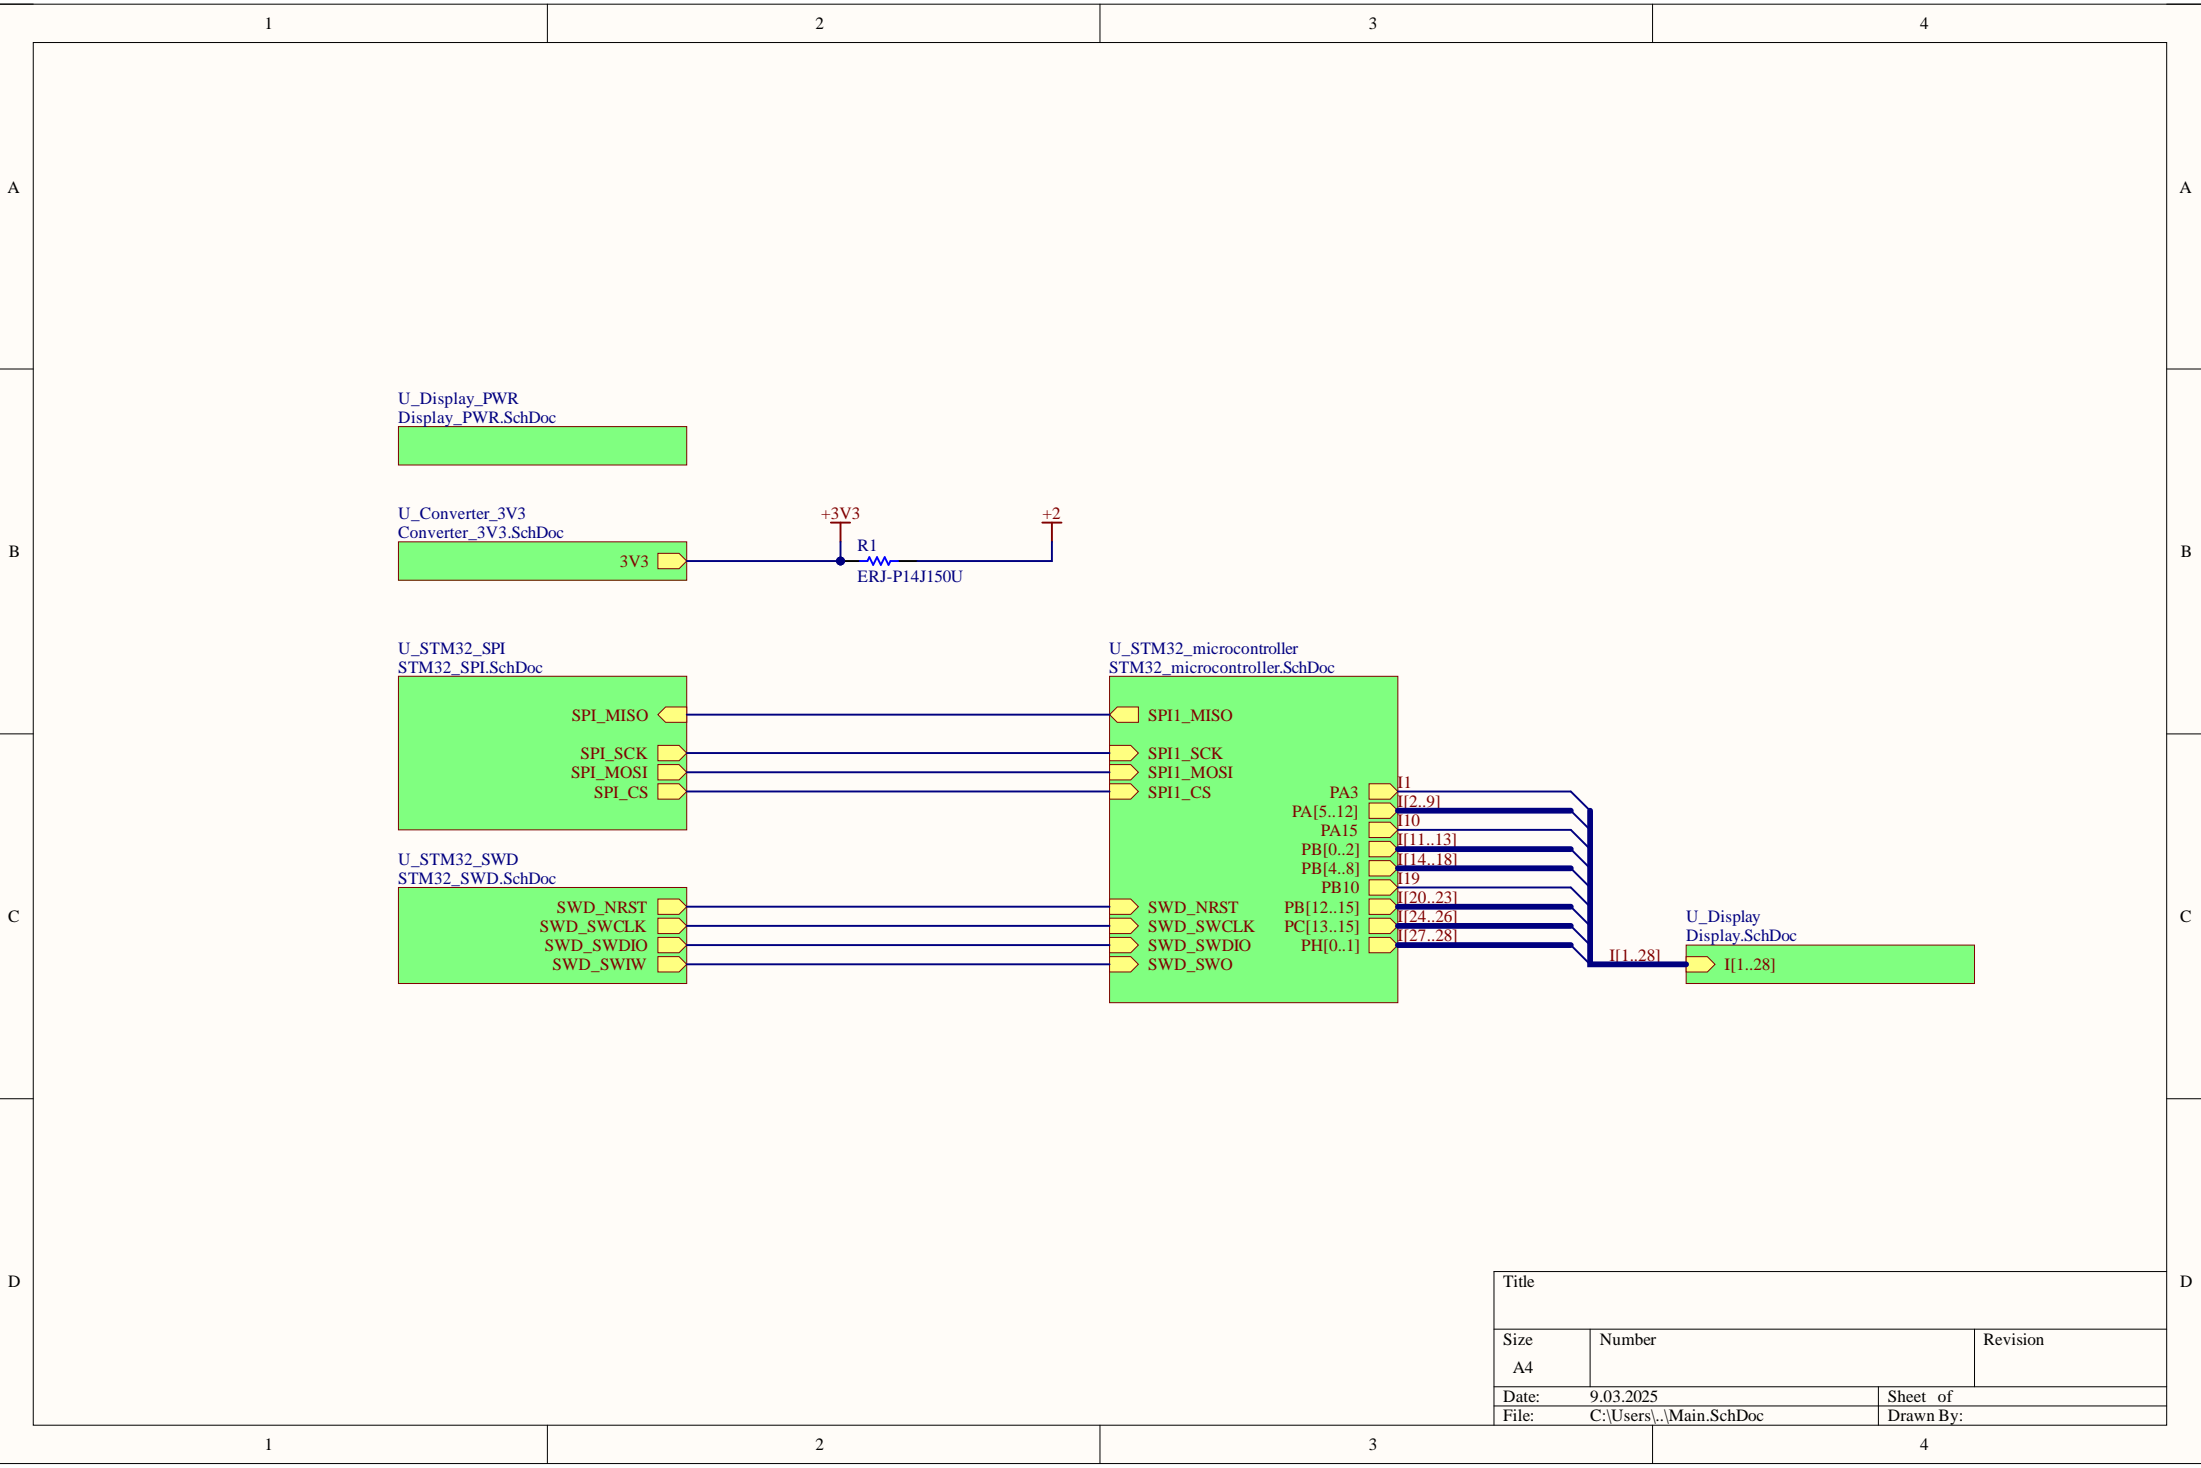 1 2 3 4
A A
U_Display_PWR
Display_PWR.SchDoc
U_Converter_3V3
Converter_3V3.SchDoc
3V3
+3V3
R1
ERJ-P14J150U
+2
B B
U_STM32_SPI
STM32_SPI.SchDoc
SPI_MISO
SPI_SCK
SPI_MOSI
SPI_CS
U_STM32_SWD
STM32_SWD.SchDoc
SWD_NRST
SWD_SWCLK
SWD_SWDIO
SWD_SWIW
U_STM32_microcontroller
STM32_microcontroller.SchDoc
SPI1_MISO
SPI1_SCK
SPI1_MOSI
SPI1_CS
SWD_NRST
SWD_SWCLK
SWD_SWDIO
SWD_SWO
PA3 I1
PA[5..12] I[2..9]
PA15 I10
PB[0..2] I[11..13]
PB[4..8] I[14..18]
PB10 I19
PB[12..15] I[20..23]
PC[13..15] I[24..26]
PH[0..1] I[27..28]
I[1..28]
U_Display
Display.SchDoc
I[1..28]
C C
D D
Title
Size Number Revision
A4
Date: 9.03.2025 Sheet of
File: C:\Users\..\Main.SchDoc Drawn By:
1 2 3 4